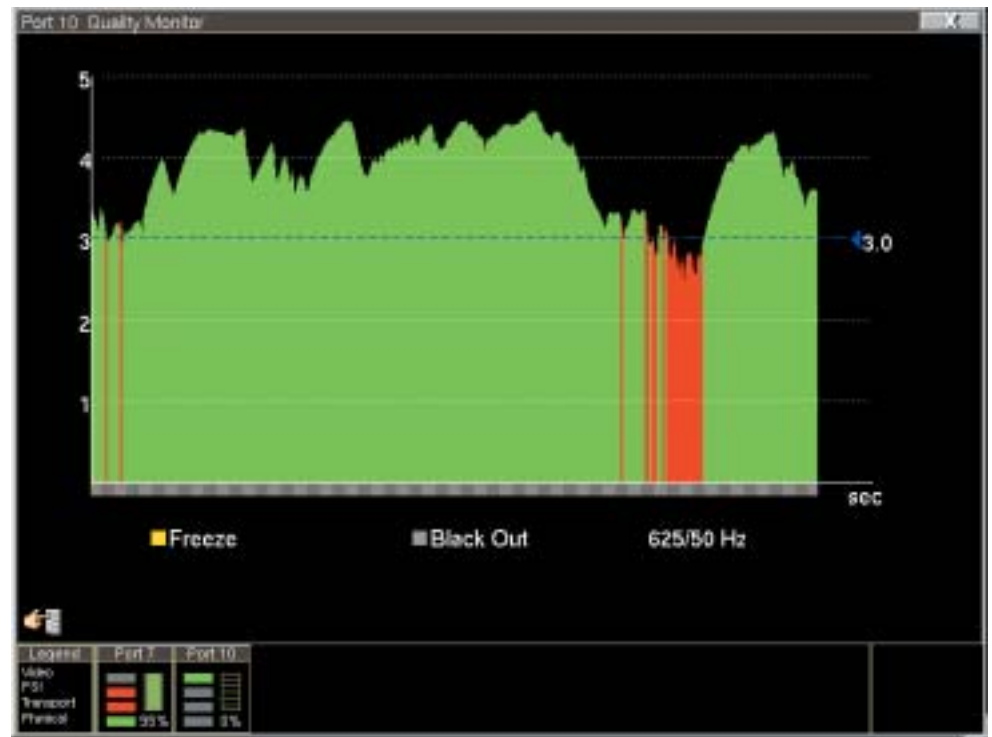 Port 10: Quality Monitor
X
5
4
3
3.0
2
1
sec
Freeze
Black Out
625/50 Hz
Legend
Port 7
Port 10
Video
PSI
Transport
Physical
99%
0%